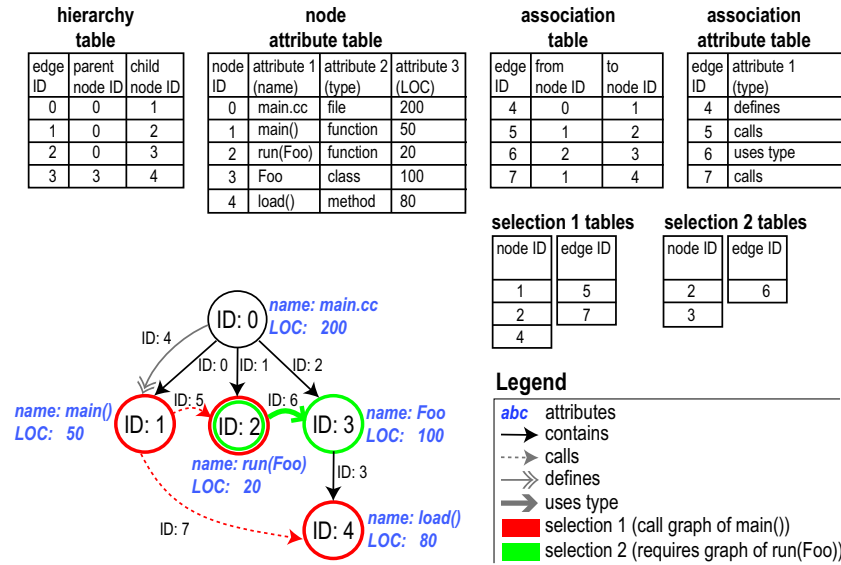 hierarchy
table
edge ID parent node ID child node ID
0 0 1
1 0 2
2 0 3
3 3 4
node
attribute table
node ID attribute 1 (name) attribute 2 (type) attribute 3 (LOC)
0 main.cc file 200
1 main() function 50
2 run(Foo) function 20
3 Foo class 100
4 load() method 80
association
table
edge ID from node ID to node ID
4 0 1
5 1 2
6 2 3
7 1 4
association
attribute table
edge ID attribute 1 (type)
4 defines
5 calls
6 uses type
7 calls
selection 1 tables
node ID edge ID
1 5
2 7
4
selection 2 tables
node ID edge ID
2 6
3
name: main.cc
LOC: 200
ID: 0
ID: 4
ID: 0
ID: 1
ID: 2
name: main()
LOC: 50
ID: 1
ID: 5
ID: 2
ID: 6
ID: 3
name: Foo
LOC: 100
name: run(Foo)
LOC: 20
ID: 3
ID: 7
ID: 4
name: load()
LOC: 80
Legend
abc attributes
contains
calls
defines
uses type
selection 1 (call graph of main())
selection 2 (requires graph of run(Foo))